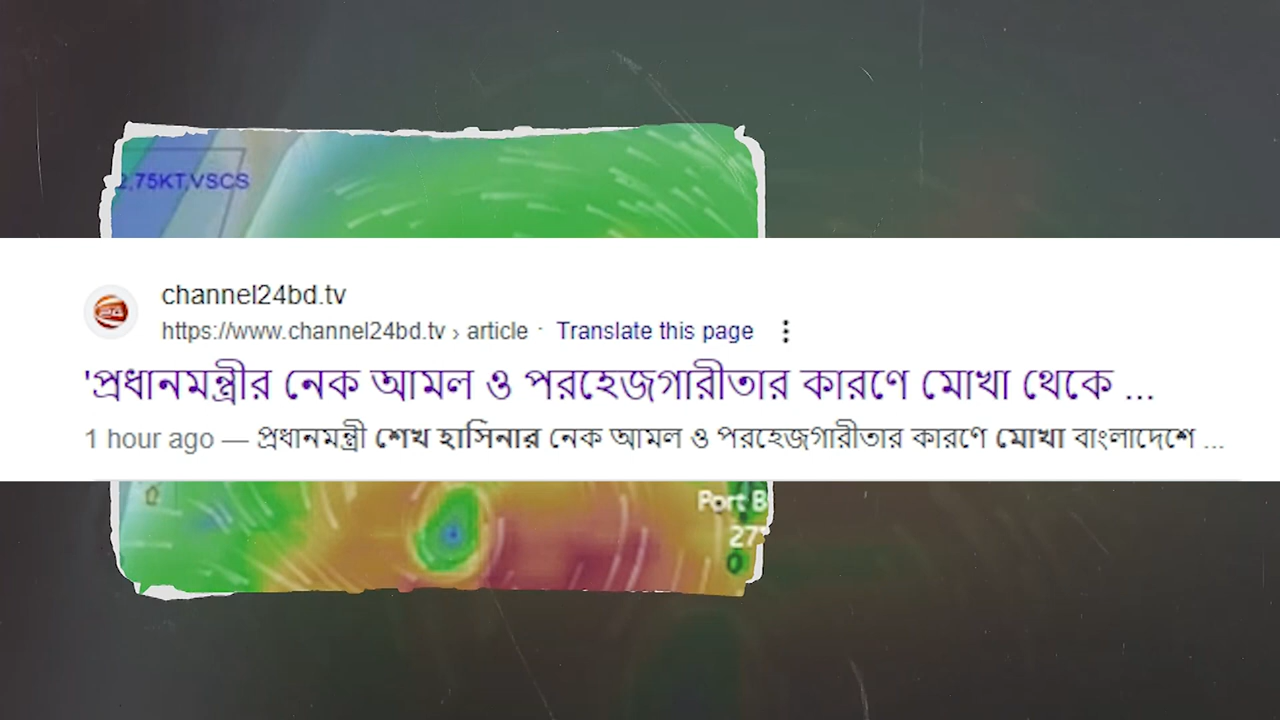 2,75KT,VSCS
channel24bd.tv
https://www.channel24bd.tv › article · Translate this page
'প্রধানমন্ত্রীর নেক আমল ও পরহেজগারীতার কারণে মোখা থেকে ...
1 hour ago — প্রধানমন্ত্রী শেখ হাসিনার নেক আমল ও পরহেজগারীতার কারণে মোখা বাংলাদেশে ...
Port B
27°